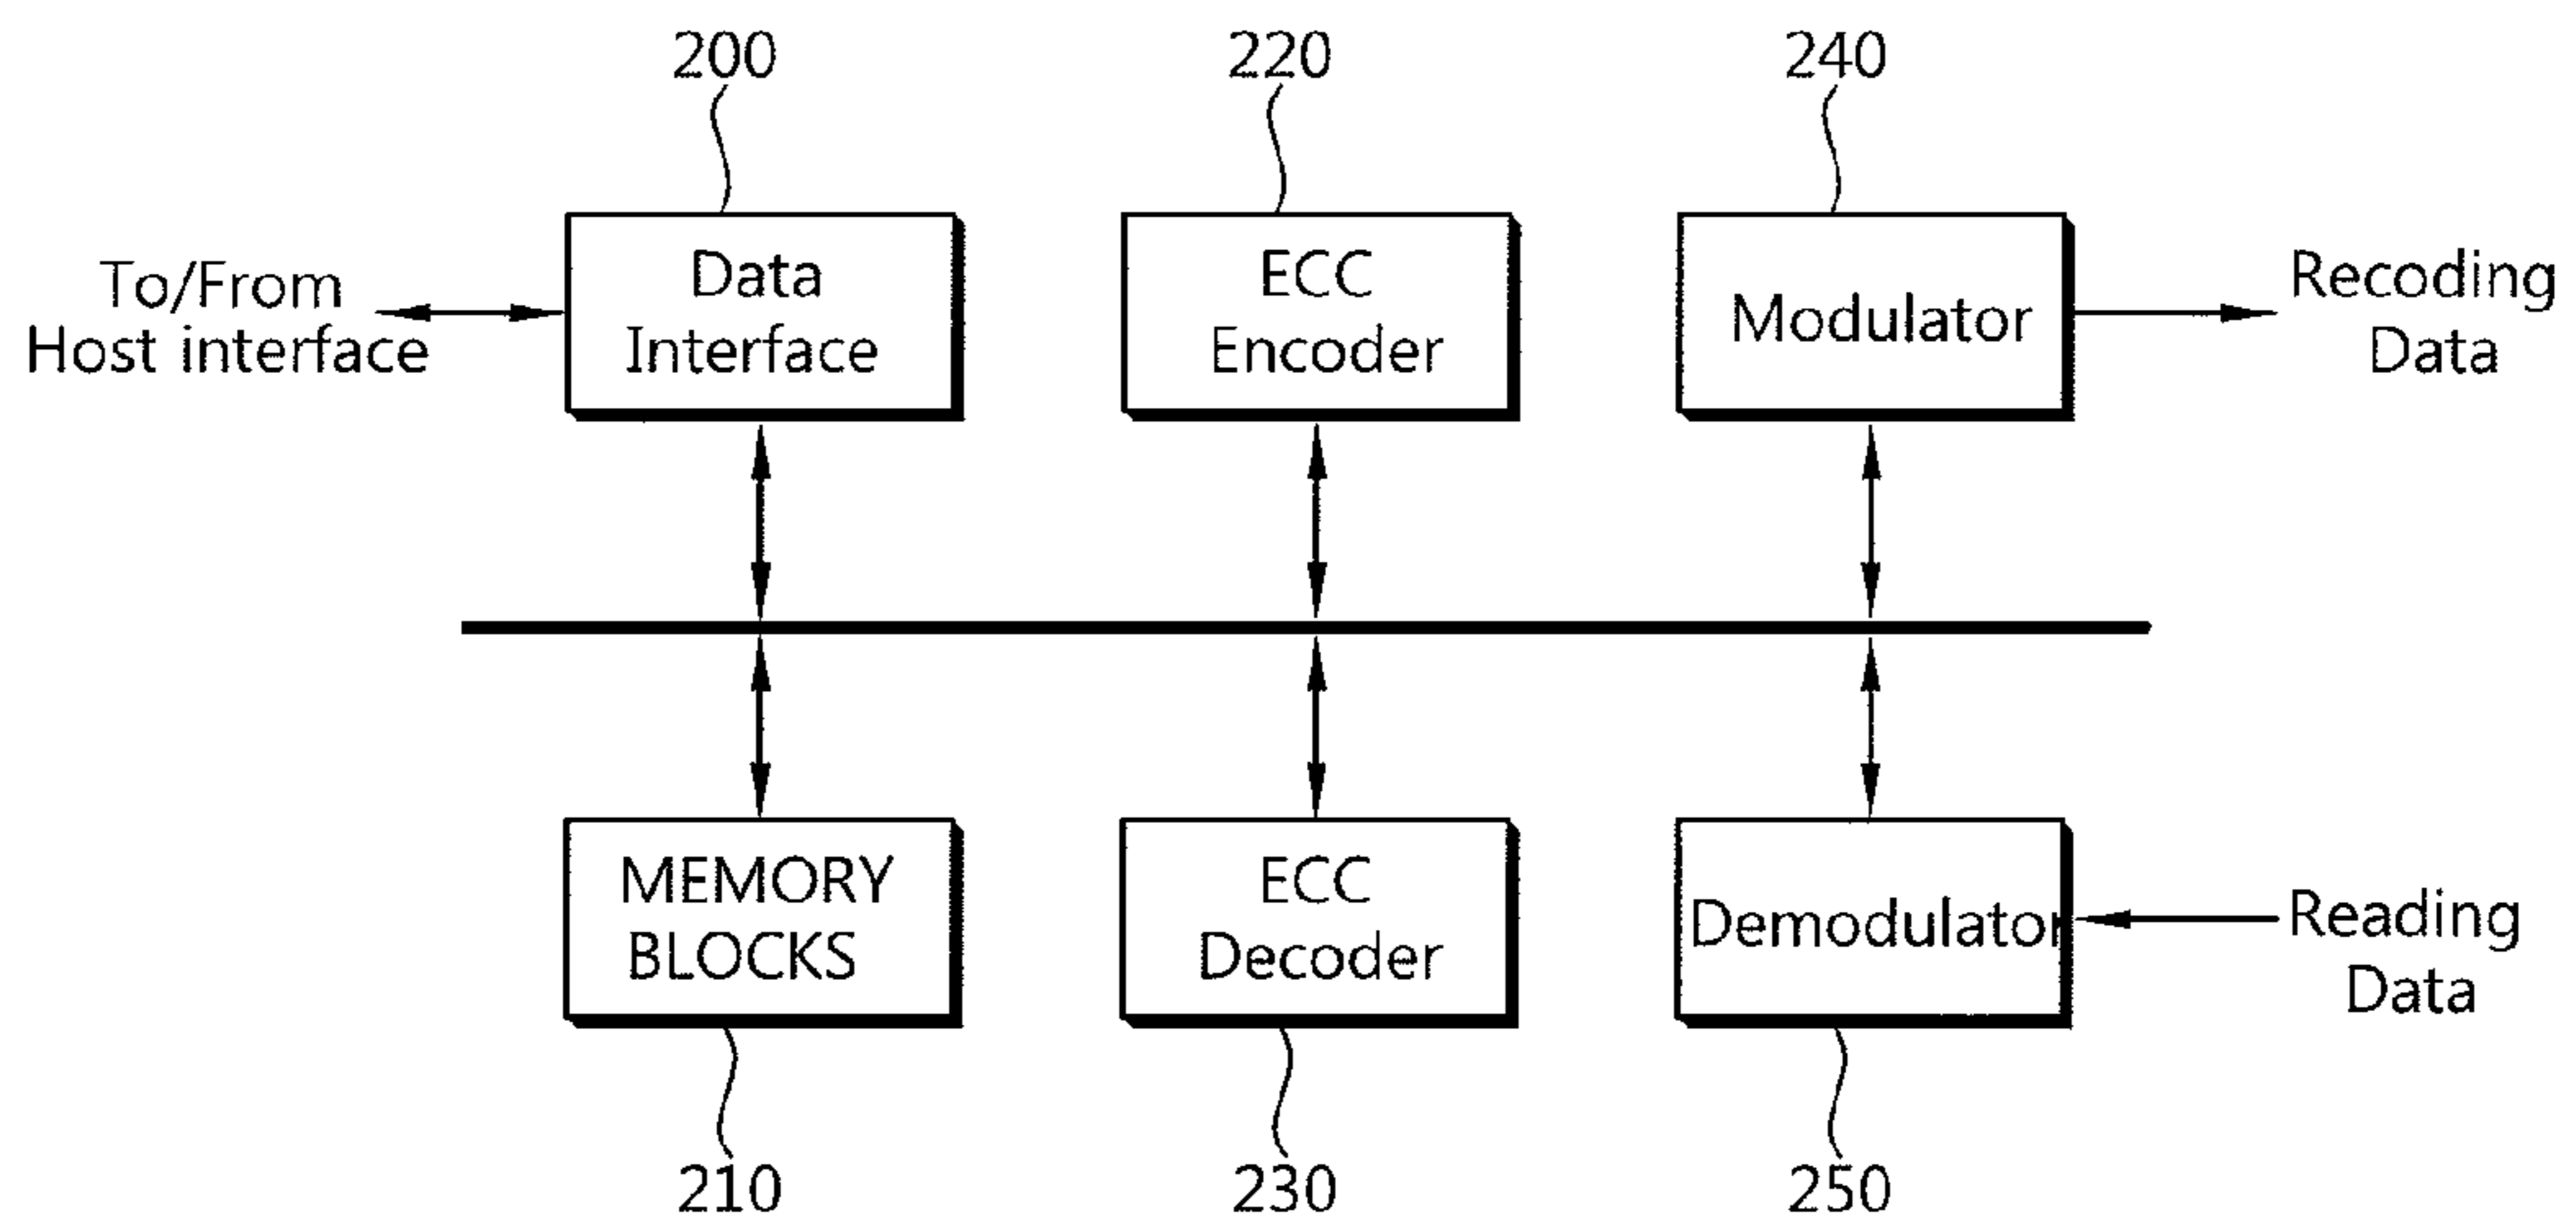 200
220
240
To/From
Host interface
Data
Interface
ECC
Encoder
Modulator
Recoding
Data
MEMORY
BLOCKS
ECC
Decoder
Demodulator
Reading
Data
210
230
250